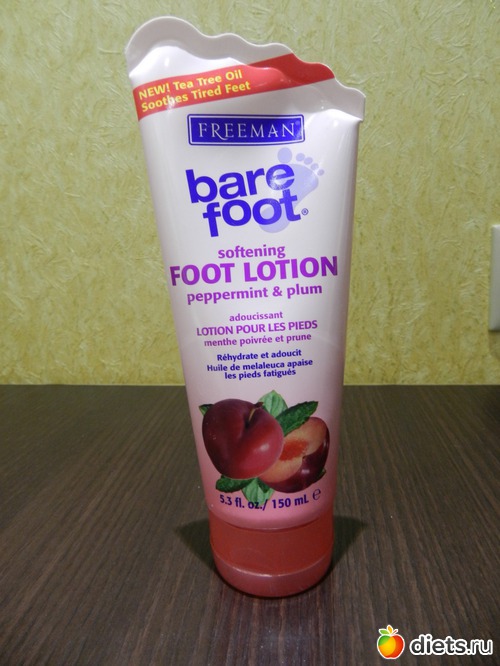 NEW! Tea Tree Oil
Soothes Tired Feet
FREEMAN
bare
foot®
softening
FOOT LOTION
peppermint & plum
adoucissant
LOTION POUR LES PIEDS
menthe poivrée et prune
Réhydrate et adoucit
Huile de melaleuca apaise
les pieds fatigués
5.3 fl. oz./ 150 mL ℮
diets.ru